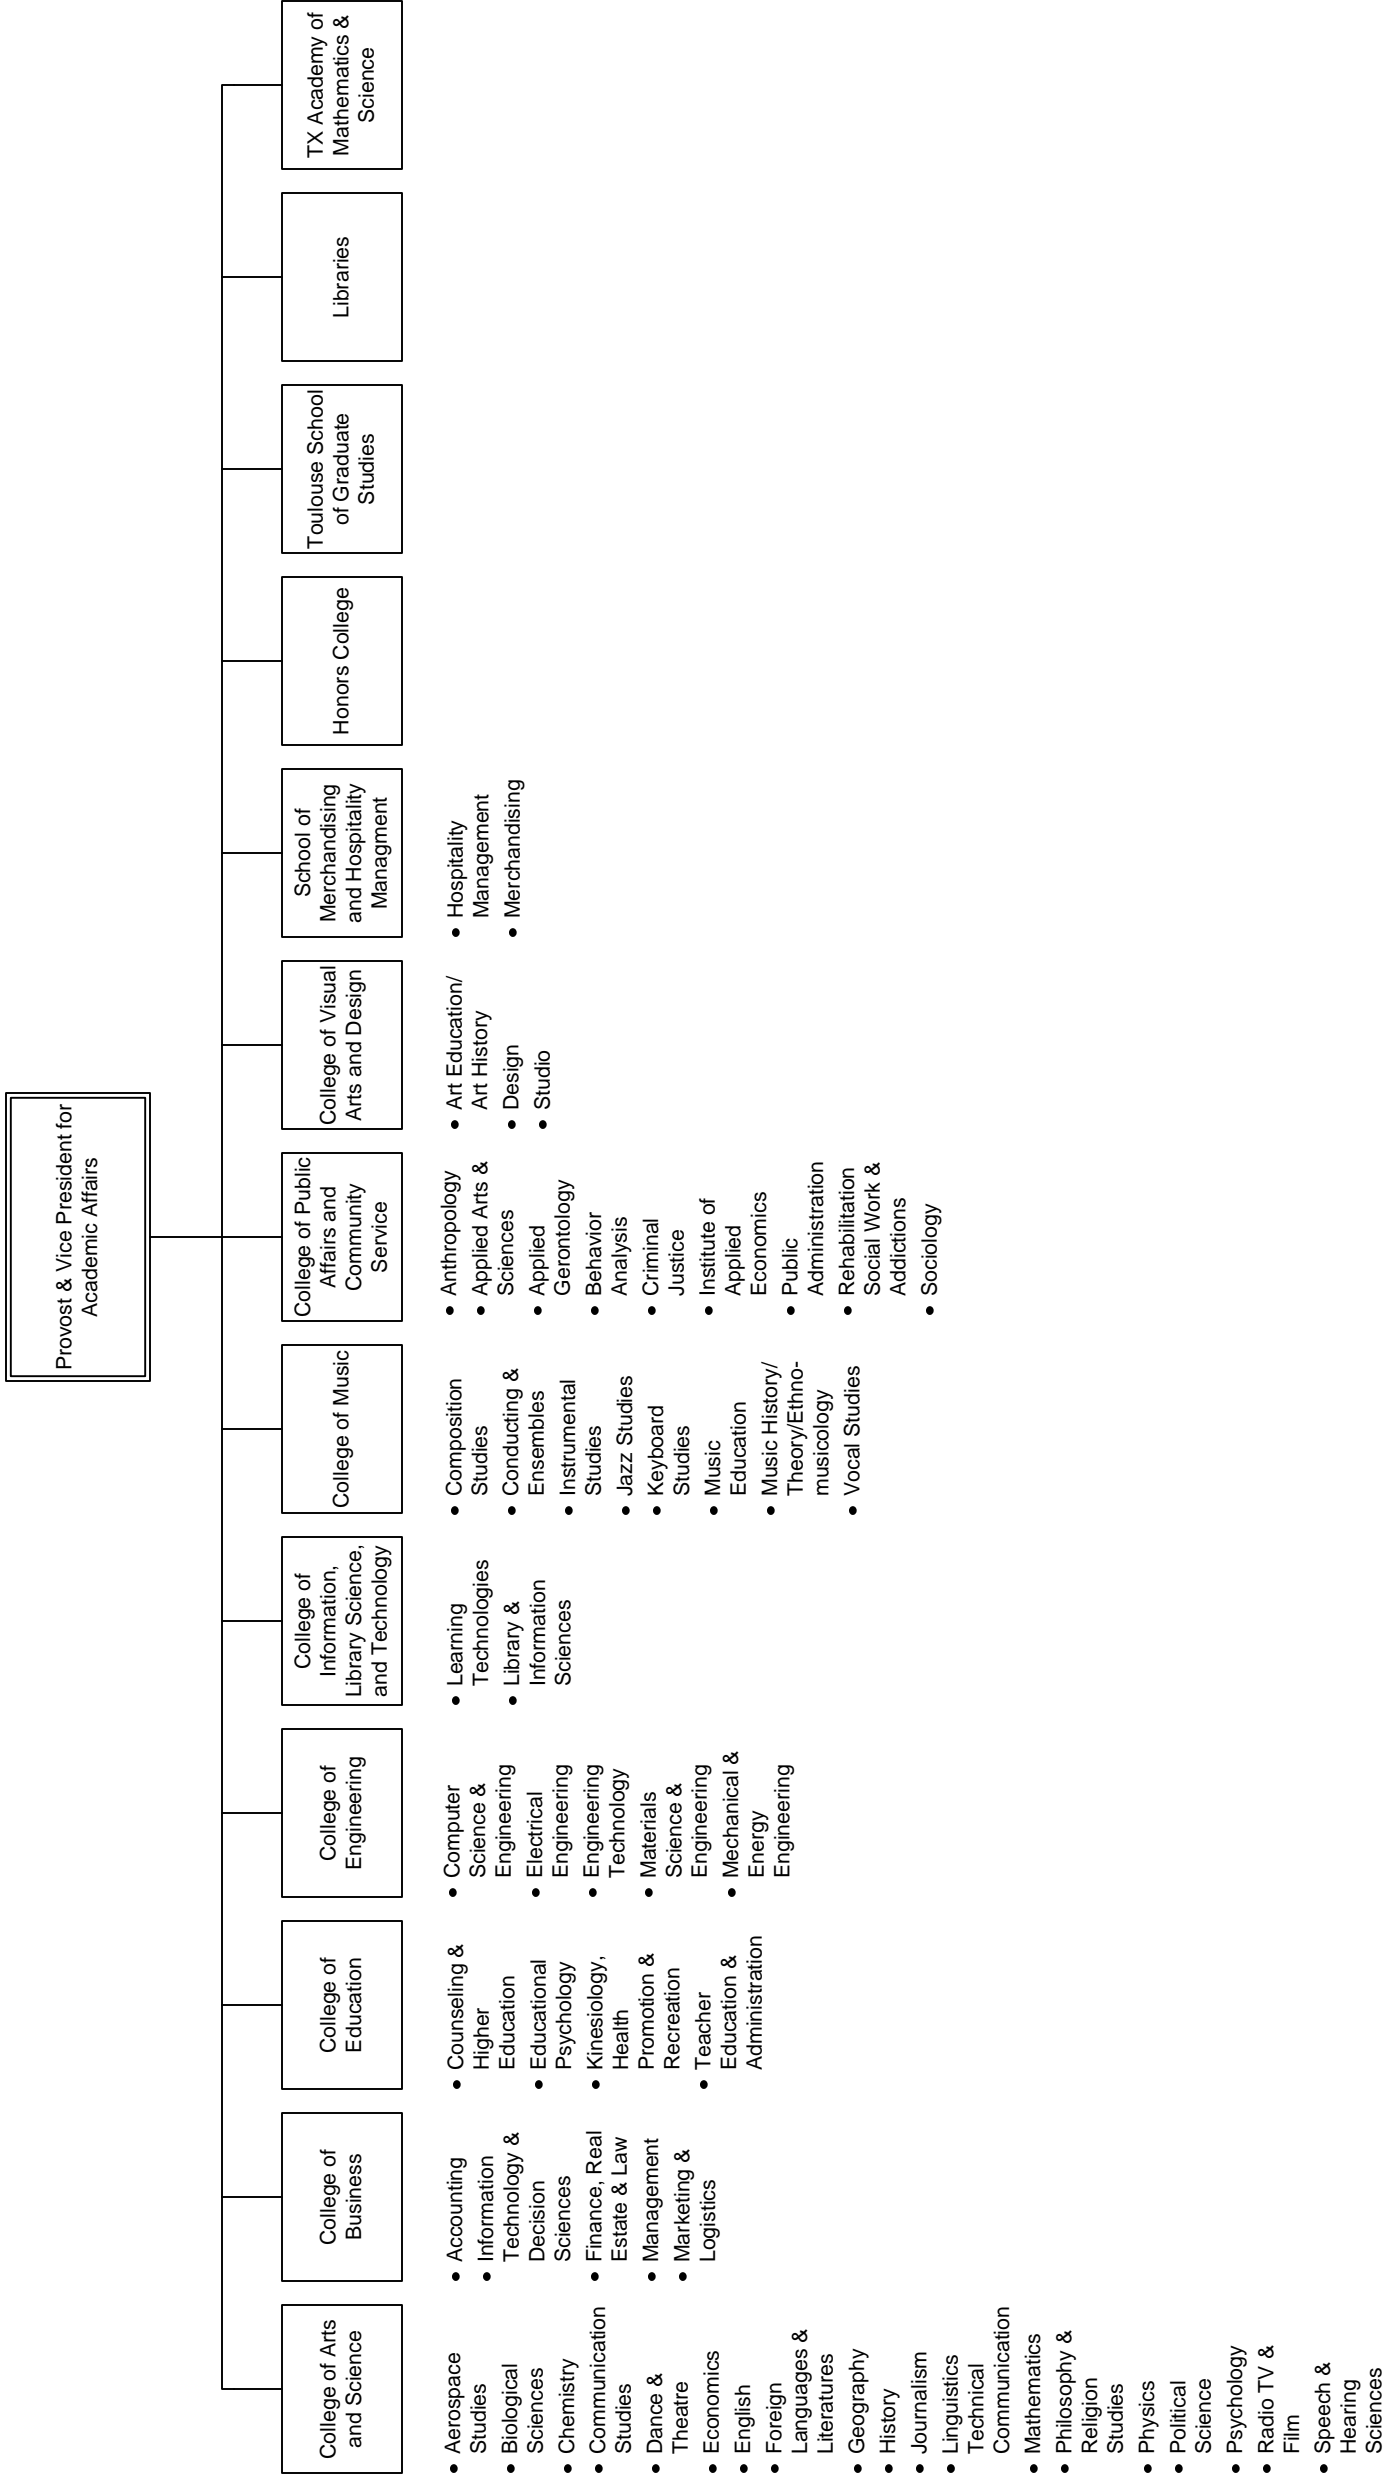 Provost & Vice President for
Academic Affairs
College of Arts
and Science
• Aerospace
Studies
• Biological
Sciences
• Chemistry
• Communication
Studies
• Dance &
Theatre
• Economics
• English
• Foreign
Languages &
Literatures
• Geography
• History
• Journalism
• Linguistics
Technical
Communication
• Mathematics
• Philosophy &
Religion
Studies
• Physics
• Political
Science
• Psychology
• Radio TV &
Film
• Speech &
Hearing
Sciences
College of
Business
• Accounting
• Information
Technology &
Decision
Sciences
• Finance, Real
Estate & Law
• Management
• Marketing &
Logistics
College of
Education
• Counseling &
Higher
Education
• Educational
Psychology
• Kinesiology,
Health
Promotion &
Recreation
• Teacher
Education &
Administration
College of
Engineering
• Computer
Science &
Engineering
• Electrical
Engineering
• Engineering
Technology
• Materials
Science &
Engineering
• Mechanical &
Energy
Engineering
College of
Information,
Library Science,
and Technology
• Learning
Technologies
• Library &
Information
Sciences
College of Music
• Composition
Studies
• Conducting &
Ensembles
• Instrumental
Studies
• Jazz Studies
• Keyboard
Studies
• Music
Education
• Music History/
Theory/Ethno-
musicology
• Vocal Studies
College of Public
Affairs and
Community
Service
• Anthropology
• Applied Arts &
Sciences
• Applied
Gerontology
• Behavior
Analysis
• Criminal
Justice
• Institute of
Applied
Economics
• Public
Administration
• Rehabilitation
Social Work &
Addictions
• Sociology
College of Visual
Arts and Design
• Art Education/
Art History
• Design
• Studio
School of
Merchandising
and Hospitality
Managment
• Hospitality
Management
• Merchandising
Honors College
Toulouse School
of Graduate
Studies
Libraries
TX Academy of
Mathematics &
Science